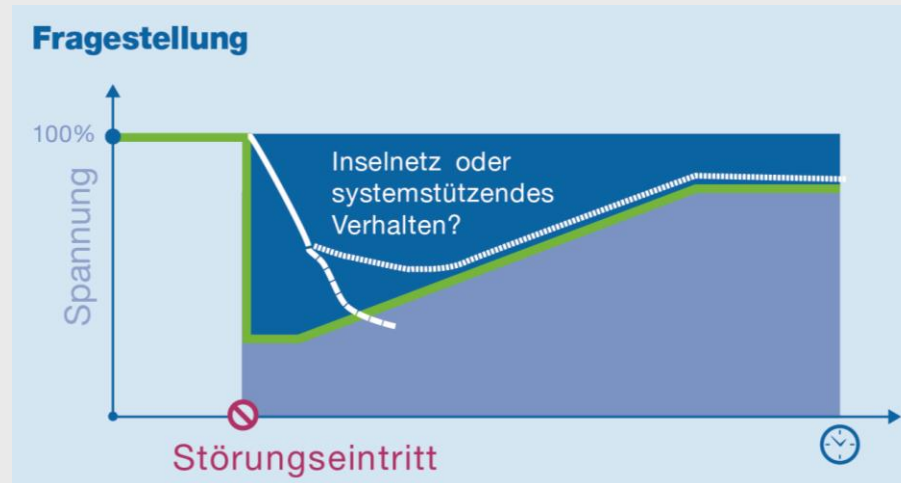 Fragestellung
100%
Spannung
Inselnetz oder
systemstützendes
Verhalten?
Störungseintritt